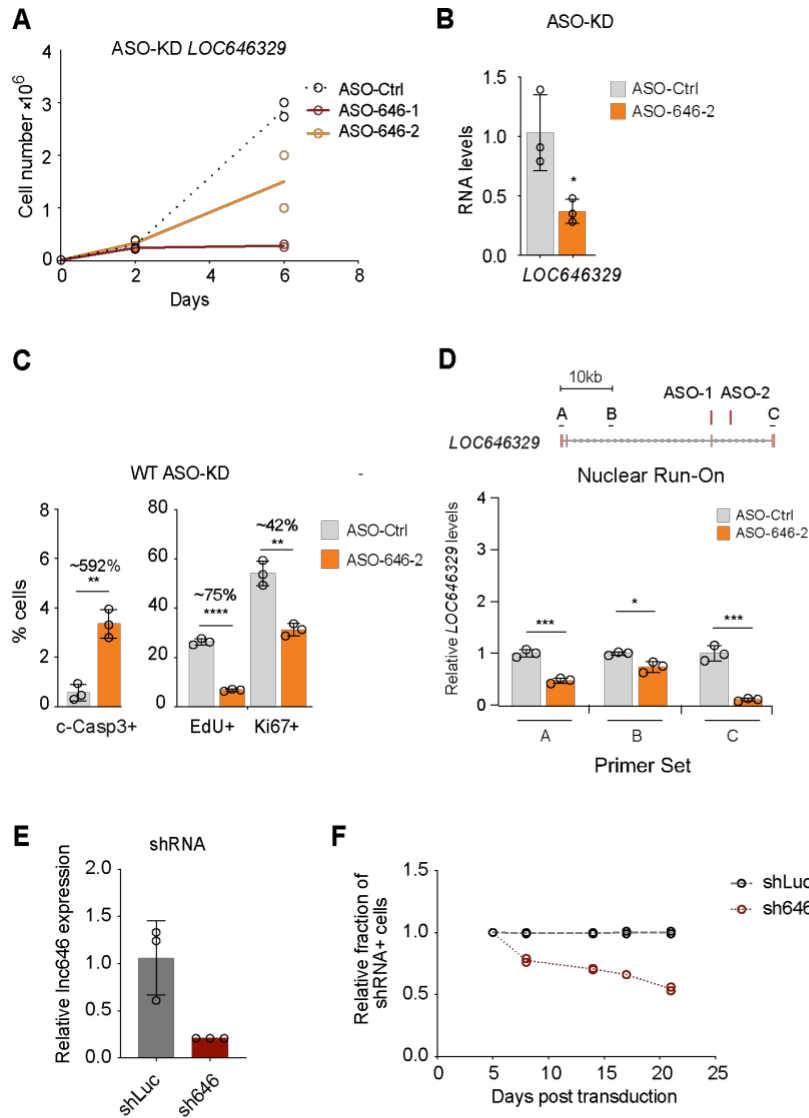 A
ASO-KD LOC646329
Cell number ×10⁶
4
3
2
1
0
0 2 4 6 8
Days
ASO-Ctrl
ASO-646-1
ASO-646-2
B
ASO-KD
RNA levels
1.5
1.0
0.5
0.0
*
LOC646329
ASO-Ctrl
ASO-646-2
C
WT ASO-KD
-
% cells
8
6
4
2
0
~592%
**
c-Casp3+
60
40
20
0
~75%
****
~42%
**
EdU+ Ki67+
ASO-Ctrl
ASO-646-2
D
10kb
ASO-1 ASO-2
A B C
LOC646329
Nuclear Run-On
Relative LOC646329 levels
4
3
2
1
0
ASO-Ctrl
ASO-646-2
*** * ***
A B C
Primer Set
E
shRNA
Relative lnc646 expression
2.0
1.5
1.0
0.5
0.0
shLuc
sh646
F
Relative fraction of
shRNA+ cells
1.5
1.0
0.5
0.0
0 5 10 15 20 25
Days post transduction
shLuc
sh646